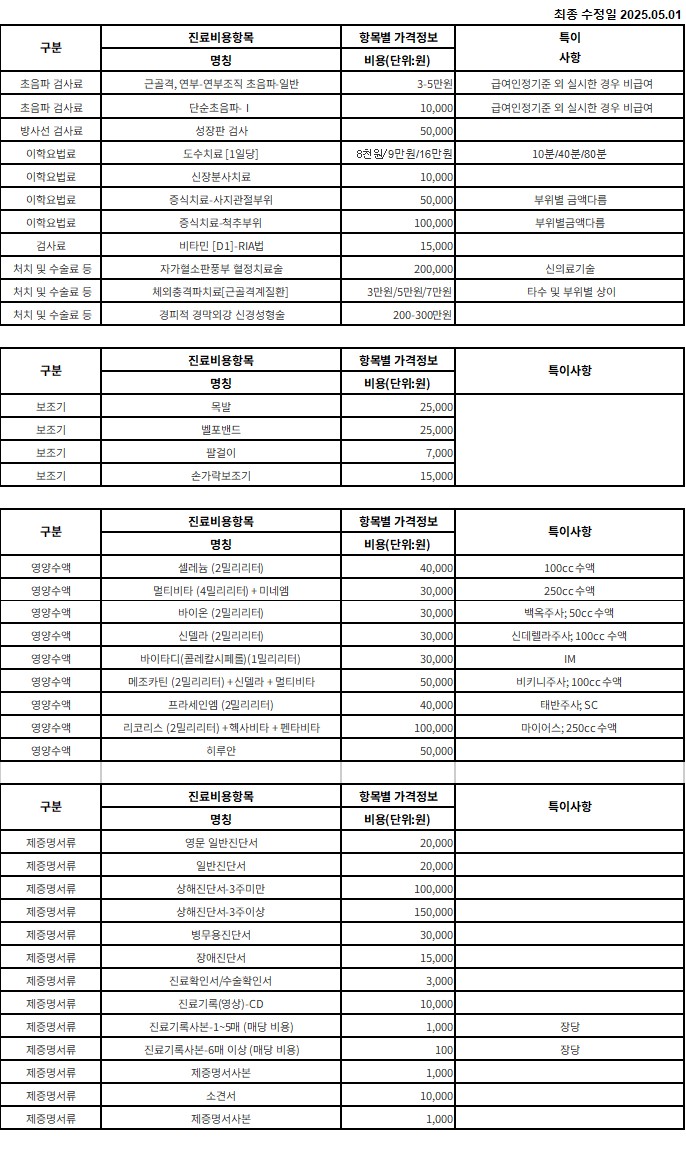 최종 수정일 2025.05.01
구분 진료비용항목 항목별 가격정보 특이
명칭 비용(단위:원) 사항
초음파 검사료 근골격, 연부-연부조직 초음파-일반 3-5만원 급여인정기준 외 실시한 경우 비급여
초음파 검사료 단순초음파-Ⅰ 10,000 급여인정기준 외 실시한 경우 비급여
방사선 검사료 성장판 검사 50,000
이학요법료 도수치료 [1일당] 8천원/9만원/16만원 10분/40분/80분
이학요법료 신장분사치료 10,000
이학요법료 증식치료-사지관절부위 50,000 부위별 금액다름
이학요법료 증식치료-척추부위 100,000 부위별금액다름
검사료 비타민 [D1]-RIA법 15,000
처치 및 수술료 등 자가혈소판풍부 혈정치료술 200,000 신의료기술
처치 및 수술료 등 체외충격파치료[근골격계질환] 3만원/5만원/7만원 타수 및 부위별 상이
처치 및 수술료 등 경피적 경막외강 신경성형술 200-300만원
구분 진료비용항목 항목별 가격정보 특이사항
명칭 비용(단위:원)
보조기 목발 25,000
보조기 벨포밴드 25,000
보조기 팔걸이 7,000
보조기 손가락보조기 15,000
구분 진료비용항목 항목별 가격정보 특이사항
명칭 비용(단위:원)
영양수액 셀레늄 (2밀리리터) 40,000 100cc 수액
영양수액 멀티비타 (4밀리리터) + 미네엠 30,000 250cc 수액
영양수액 바이온 (2밀리리터) 30,000 백옥주사; 50cc 수액
영양수액 신델라 (2밀리리터) 30,000 신데렐라주사; 100cc 수액
영양수액 바이타디(콜레칼시페롤)(1밀리리터) 30,000 IM
영양수액 메조카틴 (2밀리리터) +신델라 + 멀티비타 50,000 비키니주사; 100cc 수액
영양수액 프라세인엠 (2밀리리터) 40,000 태반주사; SC
영양수액 리코리스 (2밀리리터) +헥사비타 + 펜타비타 100,000 마이어스; 250cc 수액
영양수액 히루안 50,000
구분 진료비용항목 항목별 가격정보 특이사항
명칭 비용(단위:원)
제증명서류 영문 일반진단서 20,000
제증명서류 일반진단서 20,000
제증명서류 상해진단서-3주미만 100,000
제증명서류 상해진단서-3주이상 150,000
제증명서류 병무용진단서 30,000
제증명서류 장애진단서 15,000
제증명서류 진료확인서/수술확인서 3,000
제증명서류 진료기록(영상)-CD 10,000
제증명서류 진료기록사본-1~5매 (매당 비용) 1,000 장당
제증명서류 진료기록사본-6매 이상 (매당 비용) 100 장당
제증명서류 제증명서사본 1,000
제증명서류 소견서 10,000
제증명서류 제증명서사본 1,000